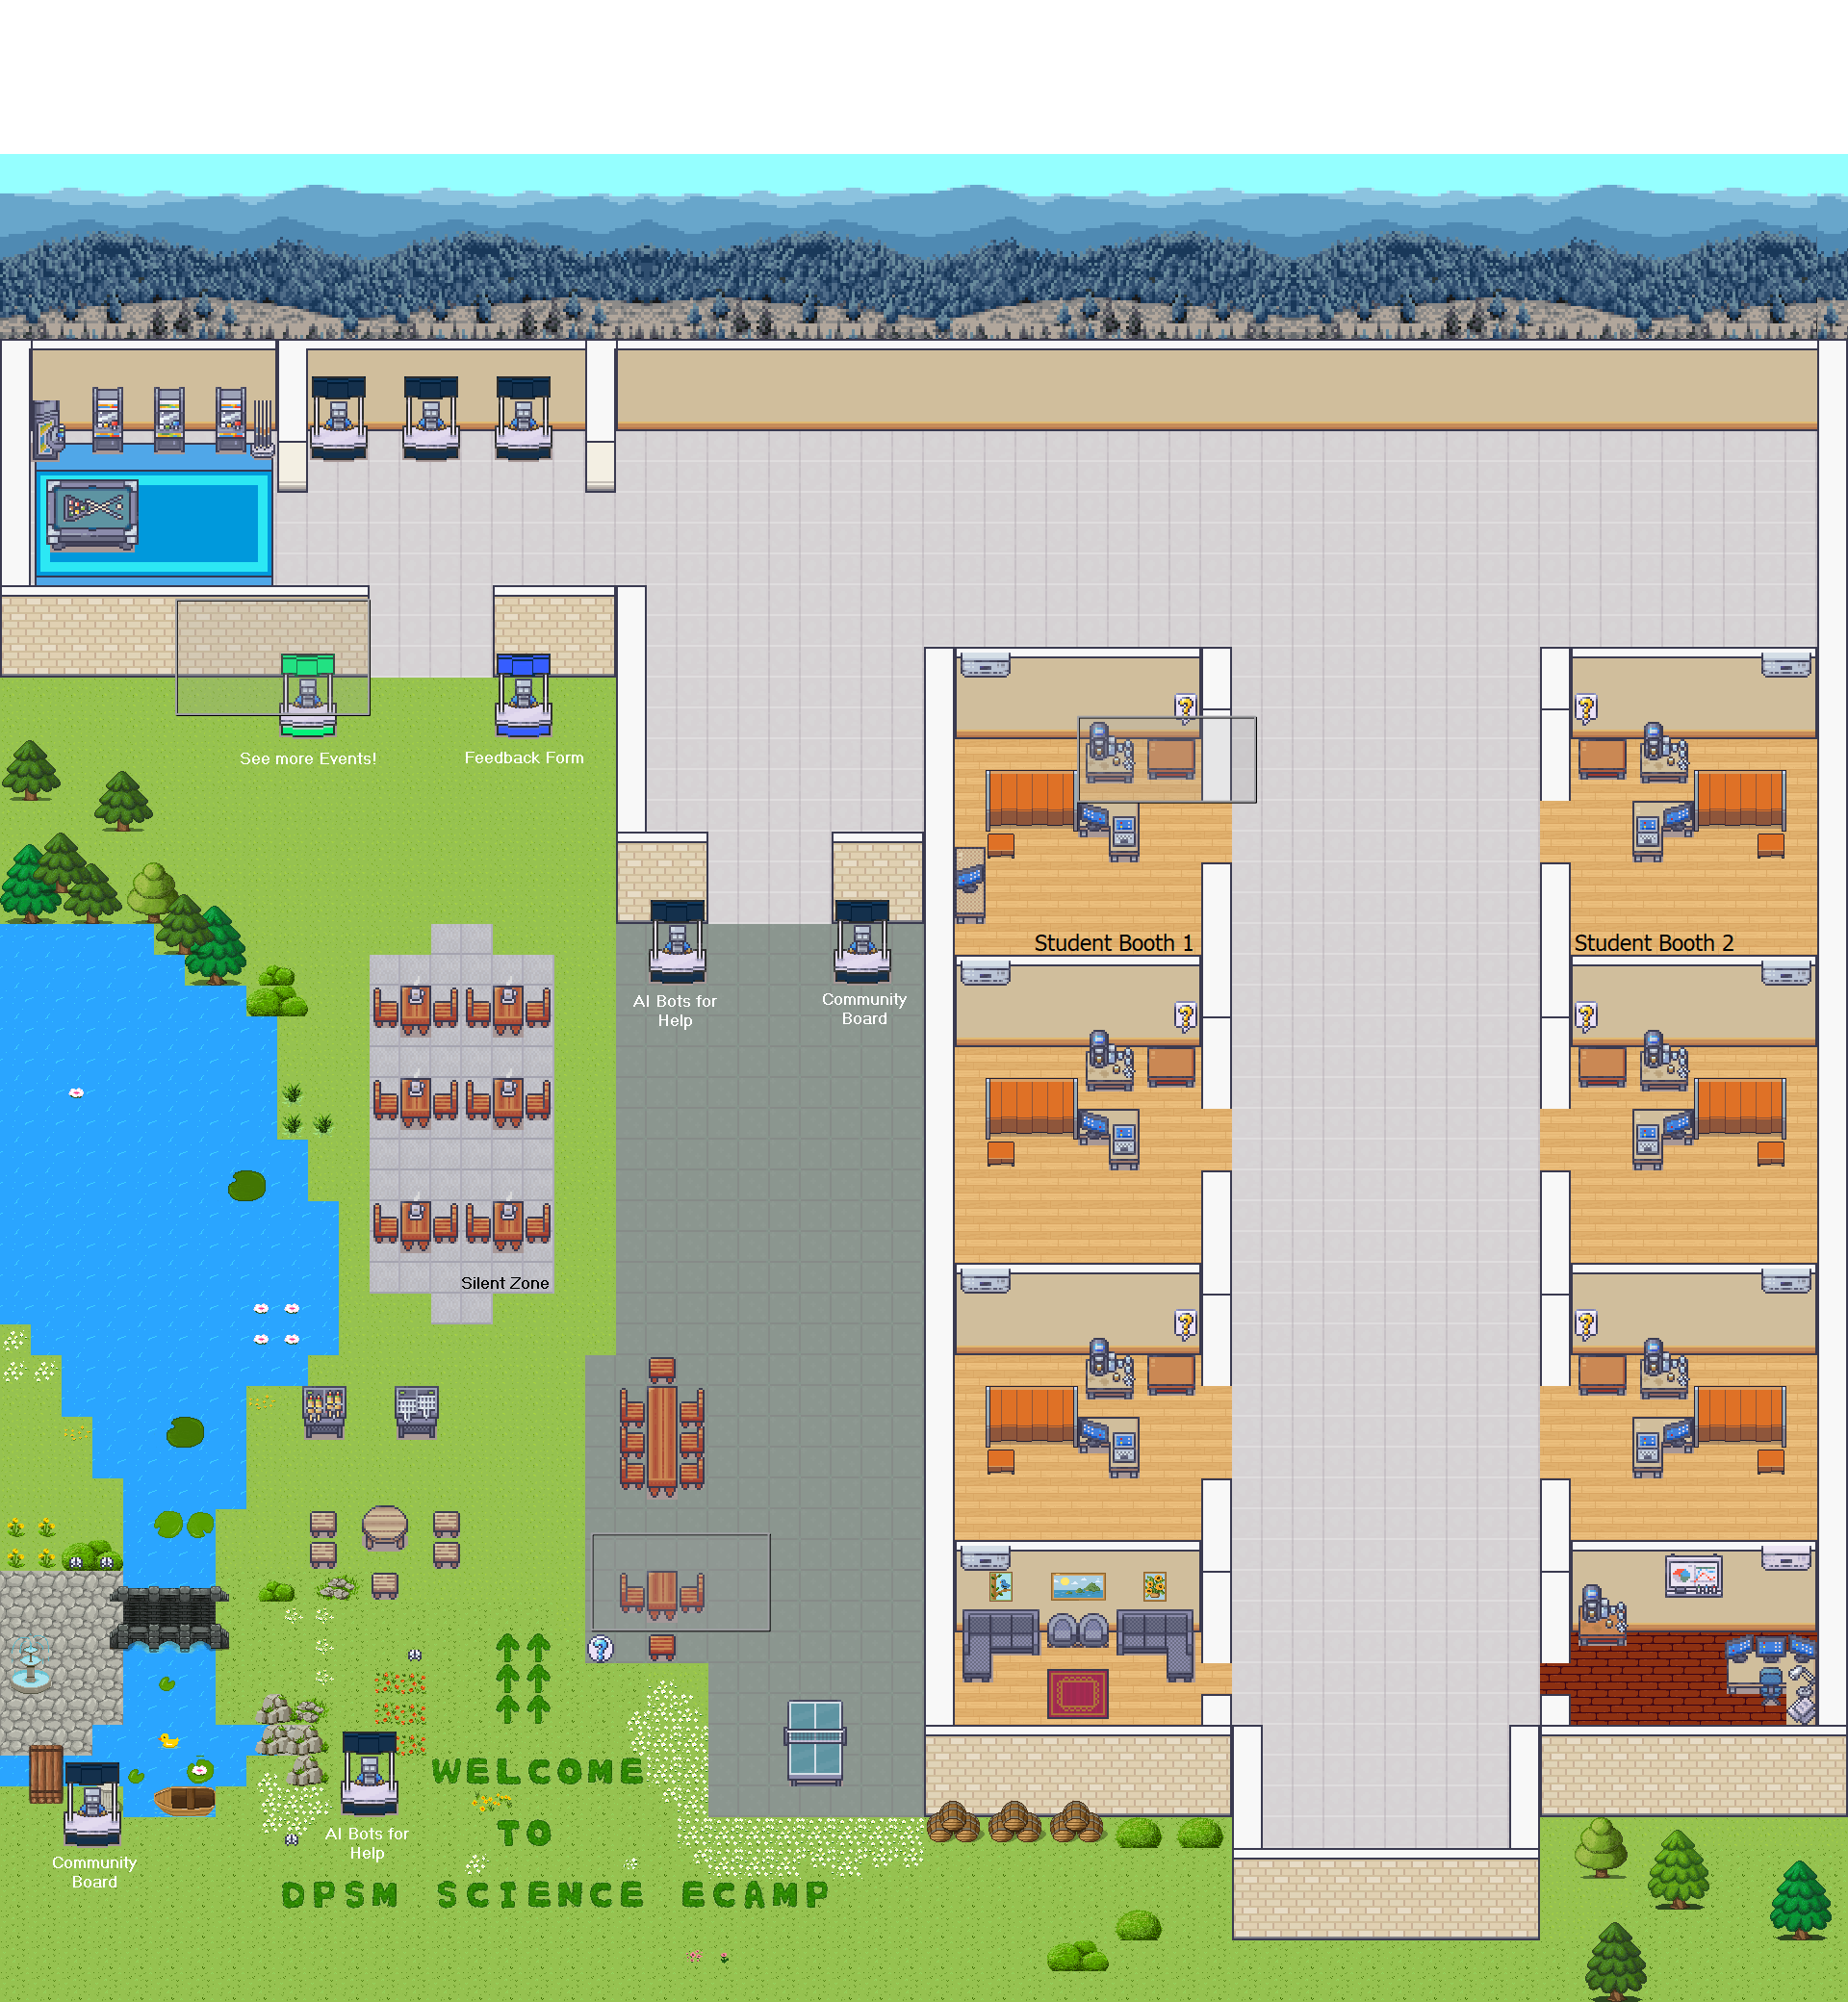 See more Events!
Feedback Form
Student Booth 1
Student Booth 2
AI Bots for
Help
Community
Board
Silent Zone
WELCOME
TO
AI Bots for
Help
Community
Board
DPSM SCIENCE ECAMP